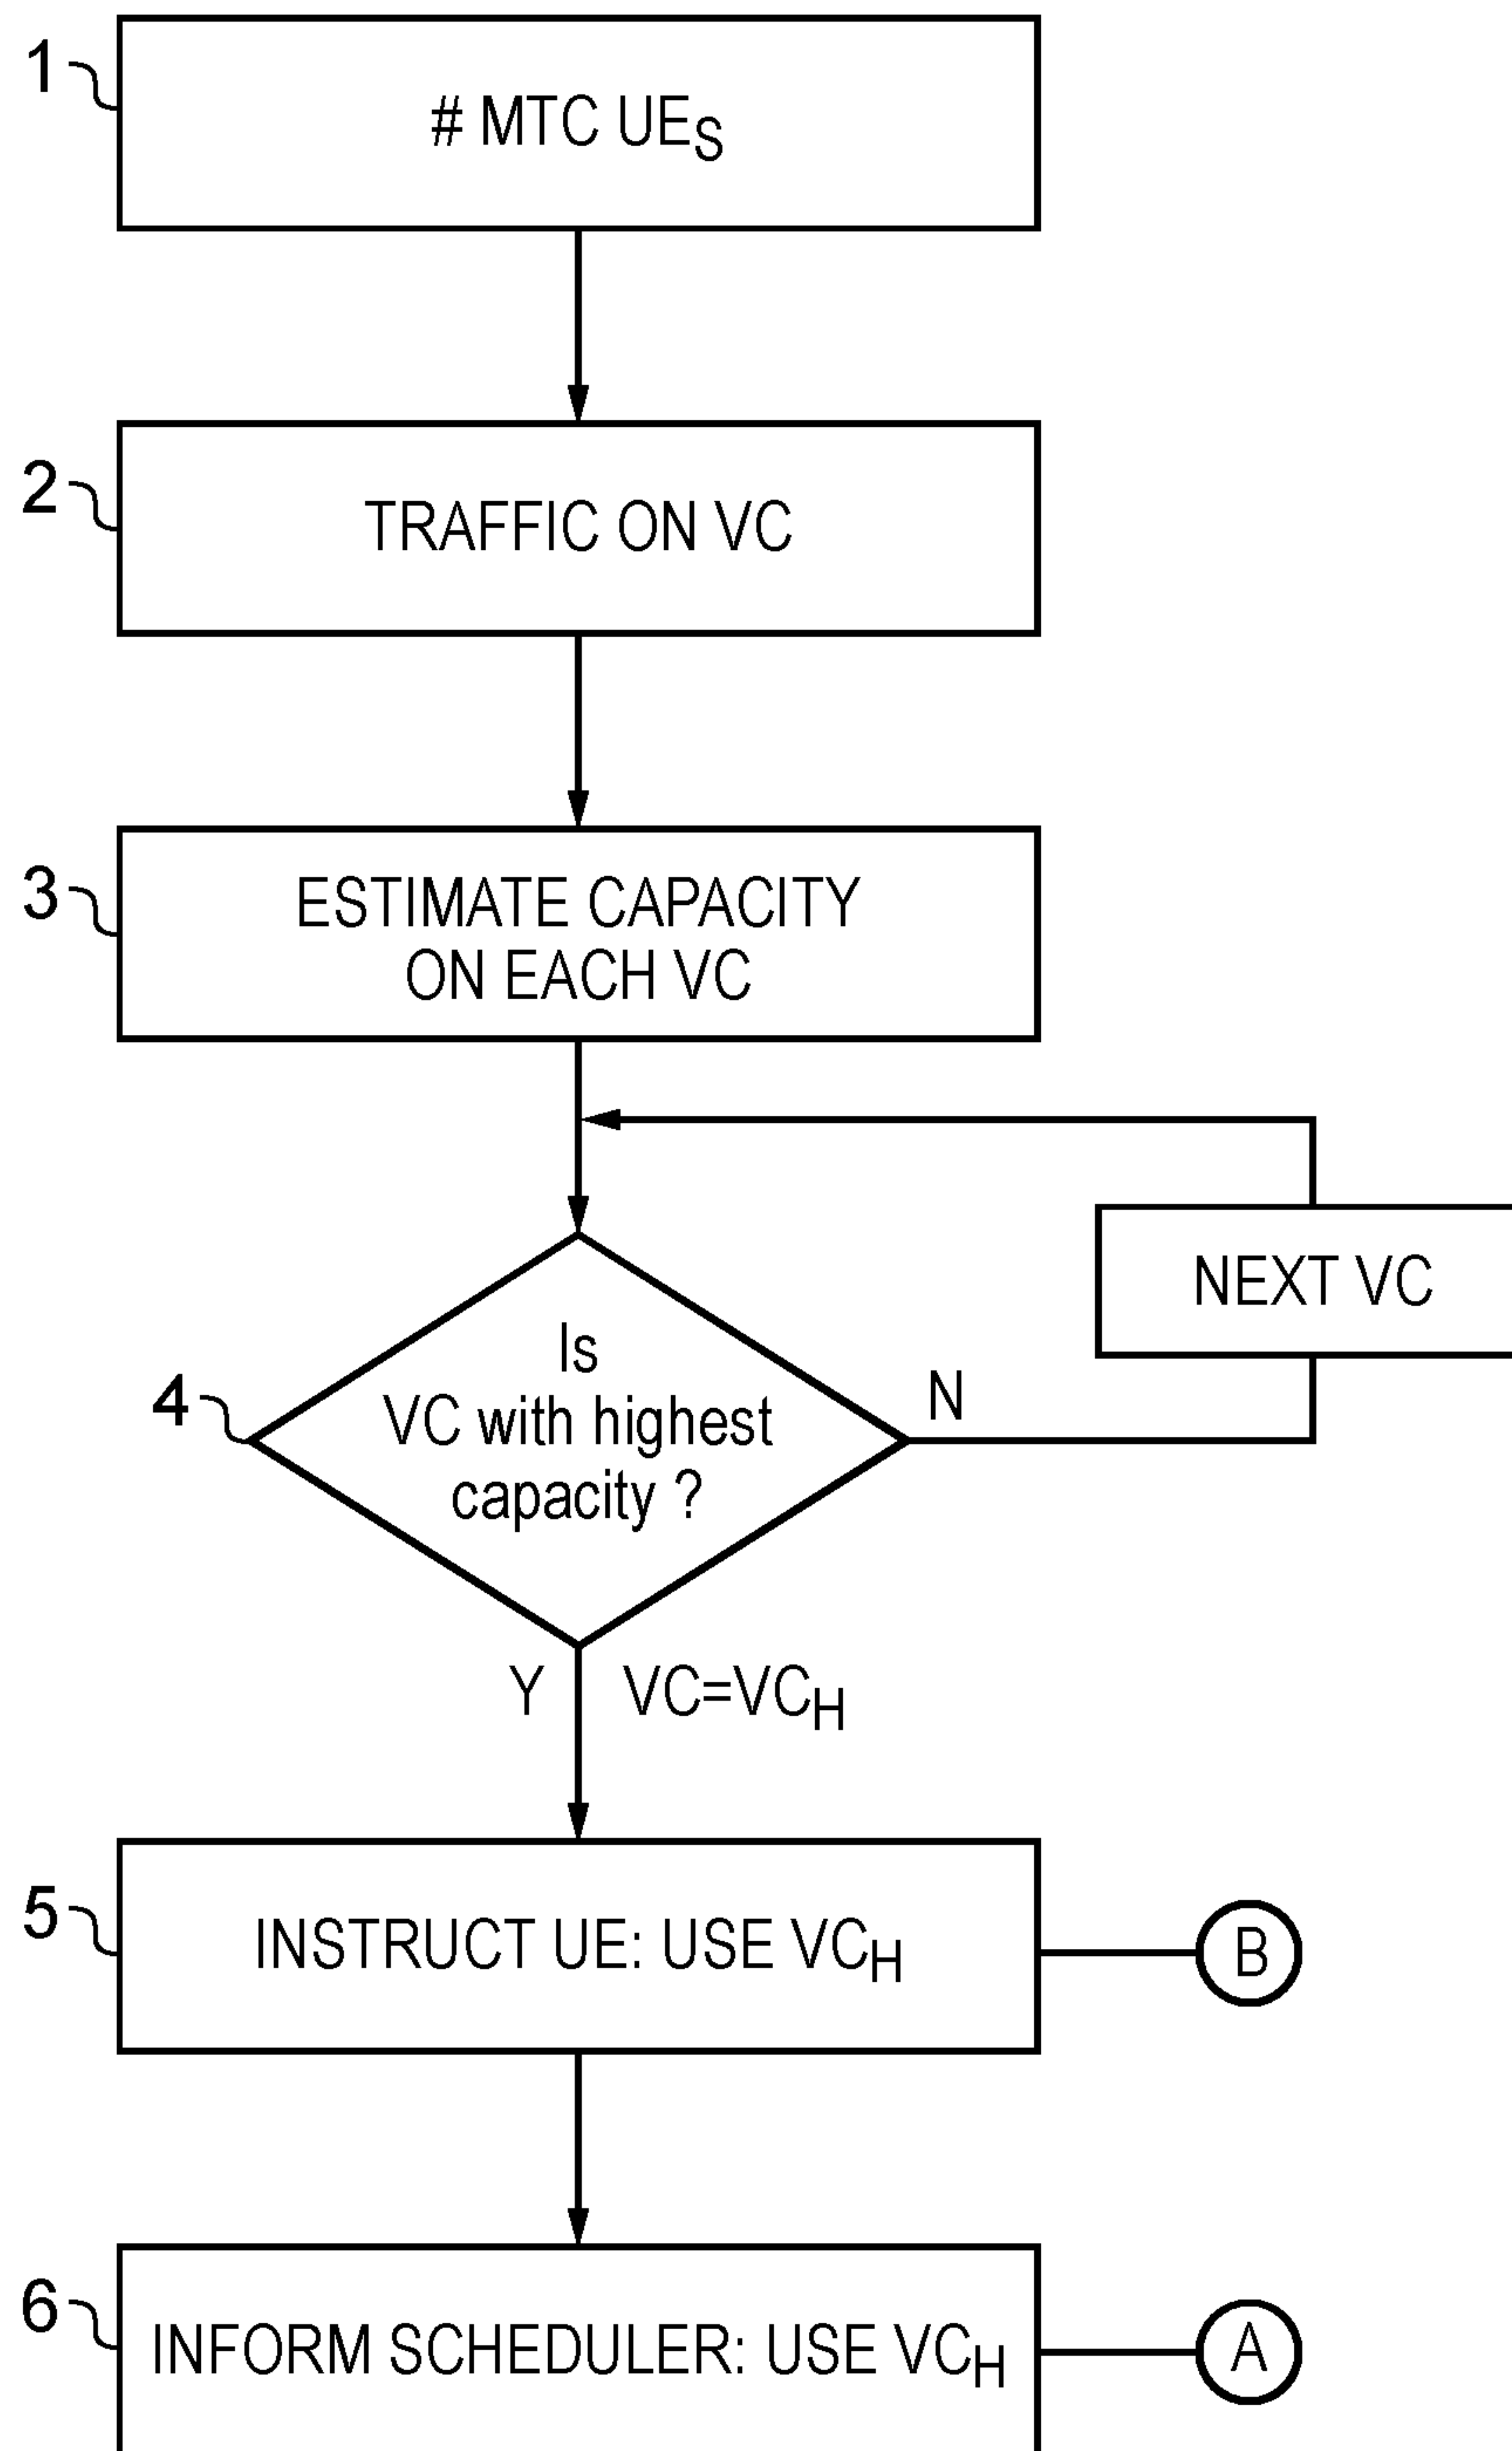 1
# MTC UES
2
TRAFFIC ON VC
3
ESTIMATE CAPACITY
ON EACH VC
NEXT VC
4
Is
VC with highest
capacity ?
N
Y
VC=VCH
5
INSTRUCT UE: USE VCH
B
6
INFORM SCHEDULER: USE VCH
A